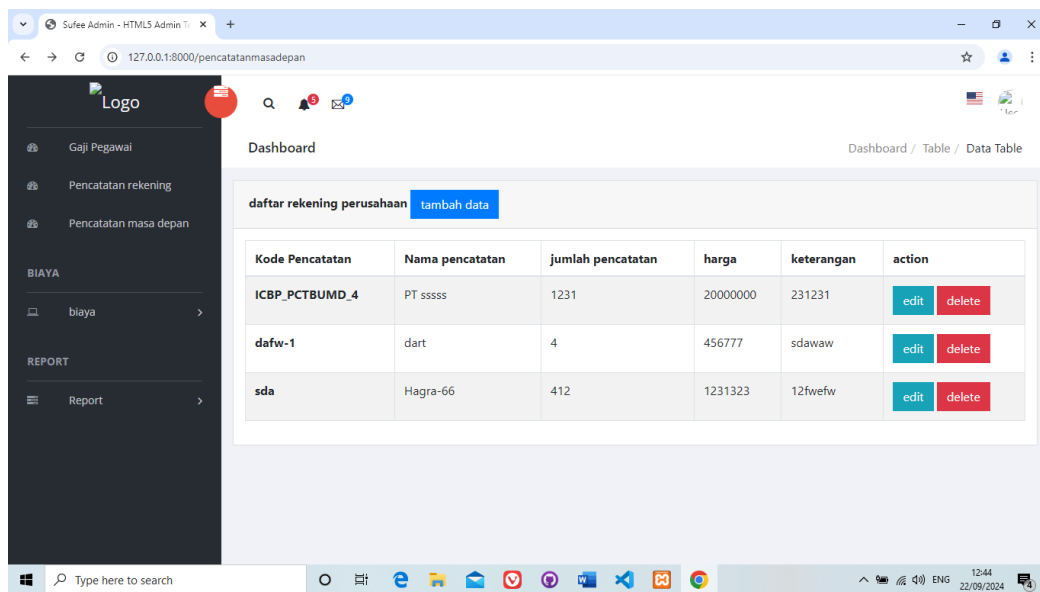 Sufee Admin - HTML5 Admin Te
127.0.0.1:8000/pencatatanmasadepan
Logo
5
9
Gaji Pegawai
Pencatatan rekening
Pencatatan masa depan
BIAYA
biaya
REPORT
Report
Dashboard
Dashboard / Table / Data Table
daftar rekening perusahaan tambah data
Kode Pencatatan Nama pencatatan jumlah pencatatan harga keterangan action
ICBP_PCTBUMD_4 PT sssss 1231 20000000 231231 edit delete
dafw-1 dart 4 456777 sdawaw edit delete
sda Hagra-66 412 1231323 12fwefw edit delete
Type here to search
ENG
12:44
22/09/2024
4